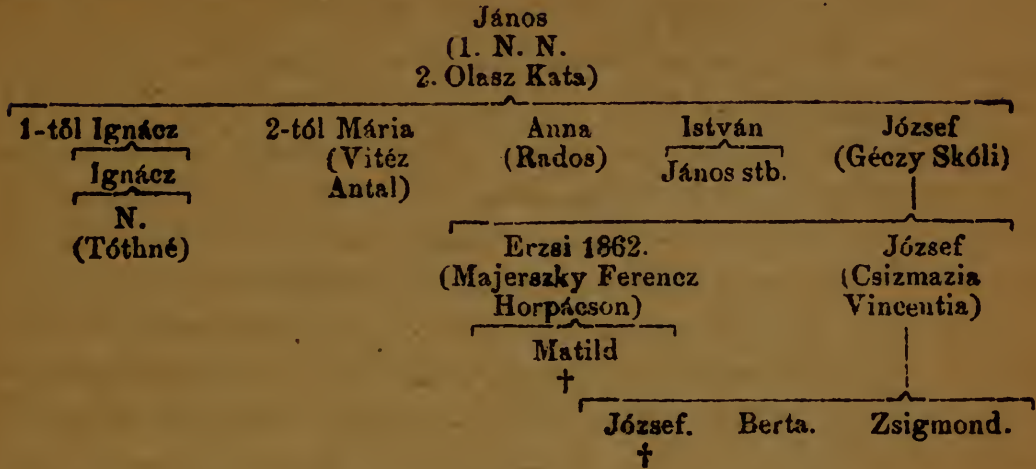 János
(1. N. N.
2. Olasz Kata)
1-től Ignácz 2-tól Mária Anna István József
(Vitéz Antal) (Rados) János stb. (Géczy Skóli)
Ignácz
N.
(Tóthné)
Erzsi 1862. József
(Majerszky Ferencz (Csizmazia
Horpácson) Vincentia)
Matild
†
József. Berta. Zsigmond.
†